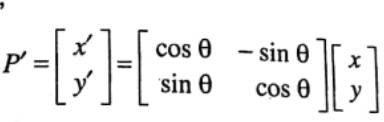 P′ = [ x′ ] = [ cos θ − sin θ ] [ x ]
[ y′ ] [ sin θ cos θ ] [ y ]